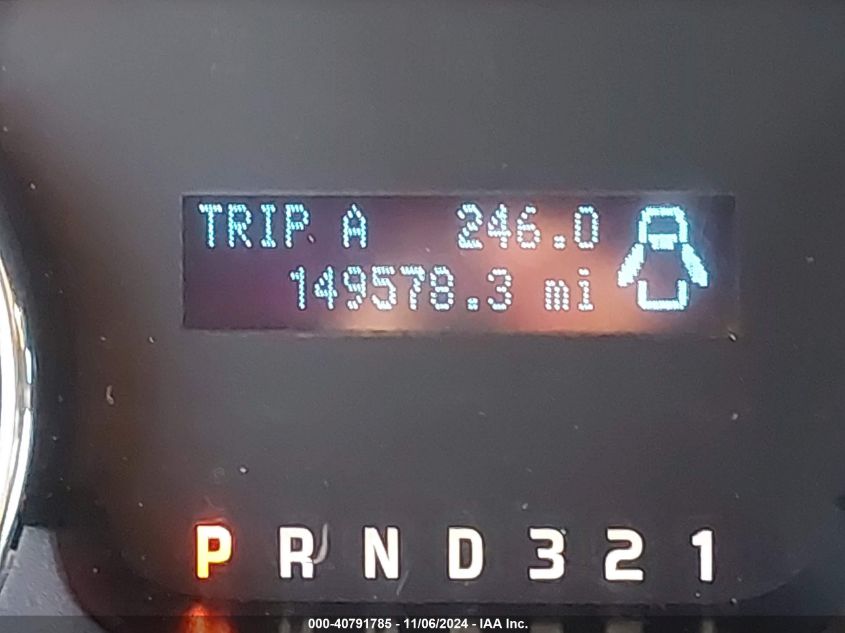 TRIP A 246.0
149578.3 mi
P R N D 3 2 1
000-40791785 - 11/06/2024 - IAA Inc.